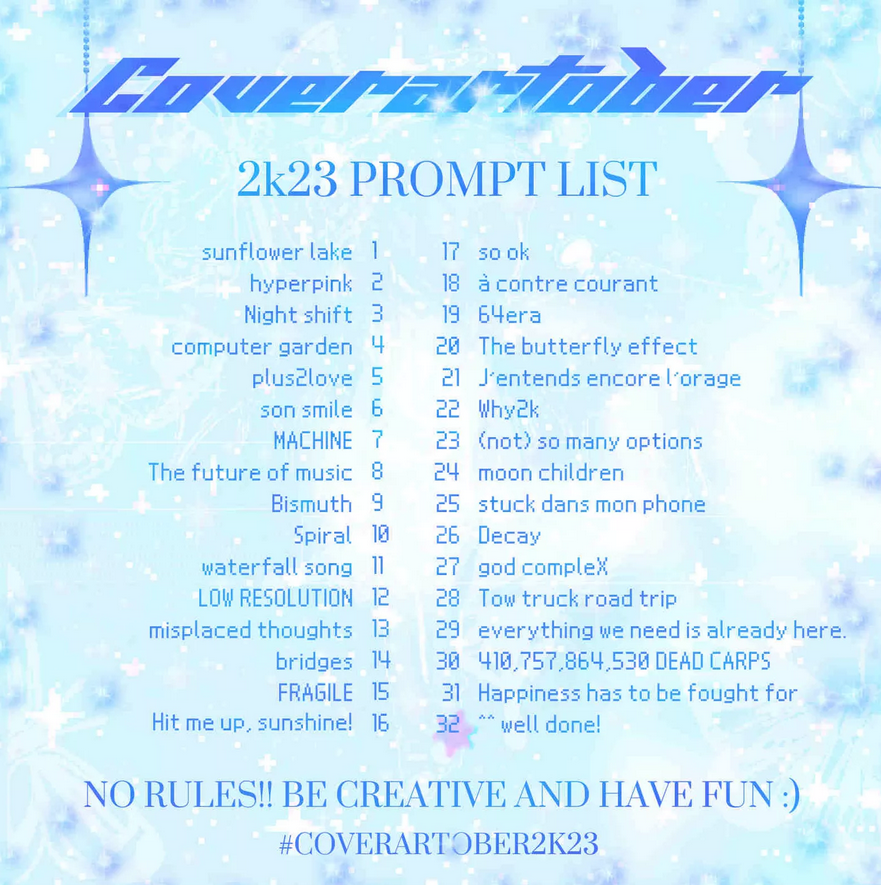 Coverartober
2k23 PROMPT LIST
sunflower lake 1
hyperpink 2
Night shift 3
computer garden 4
plus2love 5
son smile 6
MACHINE 7
The future of music 8
Bismuth 9
Spiral 10
waterfall song 11
LOW RESOLUTION 12
misplaced thoughts 13
bridges 14
FRAGILE 15
Hit me up, sunshine! 16
17 so ok
18 à contre courant
19 64era
20 The butterfly effect
21 J'entends encore l'orage
22 Why2k
23 (not) so many options
24 moon children
25 stuck dans mon phone
26 Decay
27 god compleX
28 Tow truck road trip
29 everything we need is already here.
30 410,757,864,530 DEAD CARPS
31 Happiness has to be fought for
32 ^^ well done!
NO RULES!! BE CREATIVE AND HAVE FUN :)
#COVERARTOBER2K23